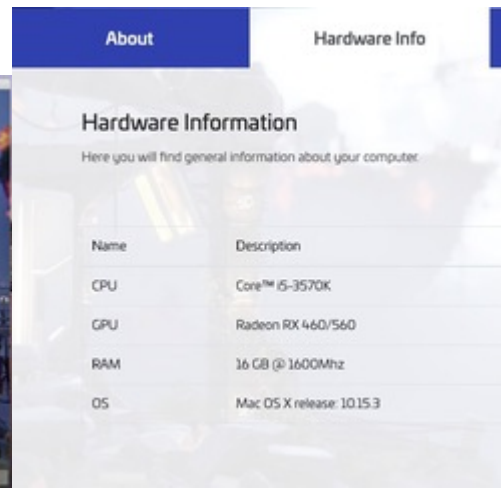 About Hardware Info
Hardware Information
Here you will find general information about your computer.
Name Description
CPU Core™ i5-3570K
GPU Radeon RX 460/560
RAM 16 GB @ 1600Mhz
OS Mac OS X release: 10.15.3